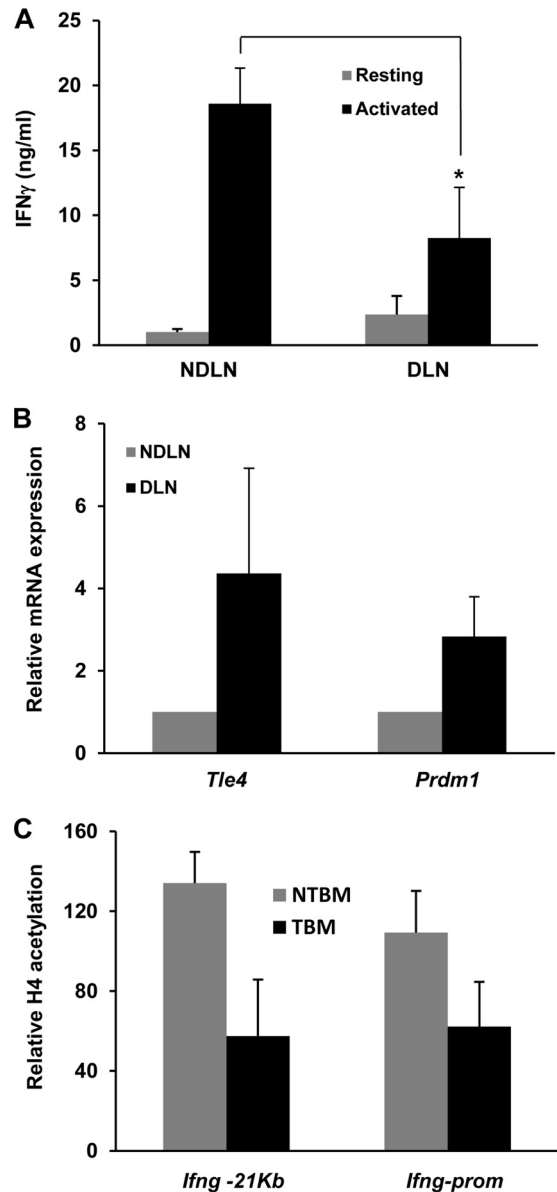 A
IFNγ (ng/ml)
25
20
15
10
5
0
Resting
Activated
*
NDLN
DLN
B
Relative mRNA expression
8
6
4
2
0
NDLN
DLN
Tle4
Prdm1
C
Relative H4 acetylation
160
120
80
40
0
NTBM
TBM
Ifng -21Kb
Ifng-prom